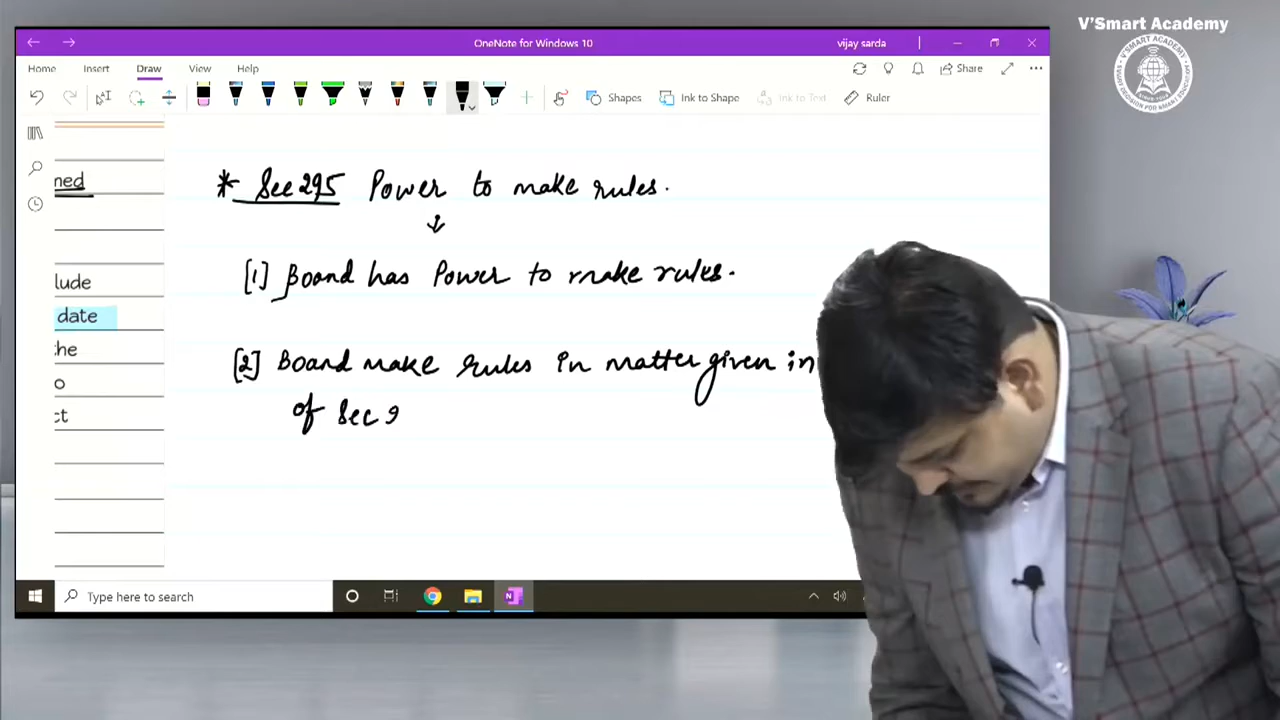 V'Smart Academy
OneNote for Windows 10
vijay sarda
Home Insert Draw View Help
Share
Shapes Ink to Shape Ink to Text Ruler
ned
* Sec 295 Power to make rules.
[1] Board has Power to make rules.
lude
date
the
[2] Board make rules in matter given in
o
of Sec 2
ct
Type here to search